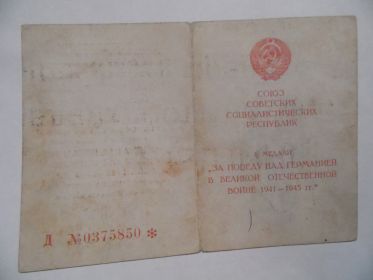 СОЮЗ
СОВЕТСКИХ
СОЦИАЛИСТИЧЕСКИХ
РЕСПУБЛИК
К МЕДАЛИ
„ЗА ПОБЕДУ НАД ГЕРМАНИЕЙ
В ВЕЛИКОЙ ОТЕЧЕСТВЕННОЙ
ВОЙНЕ 1941–1945 гг."
Д №0375850 *